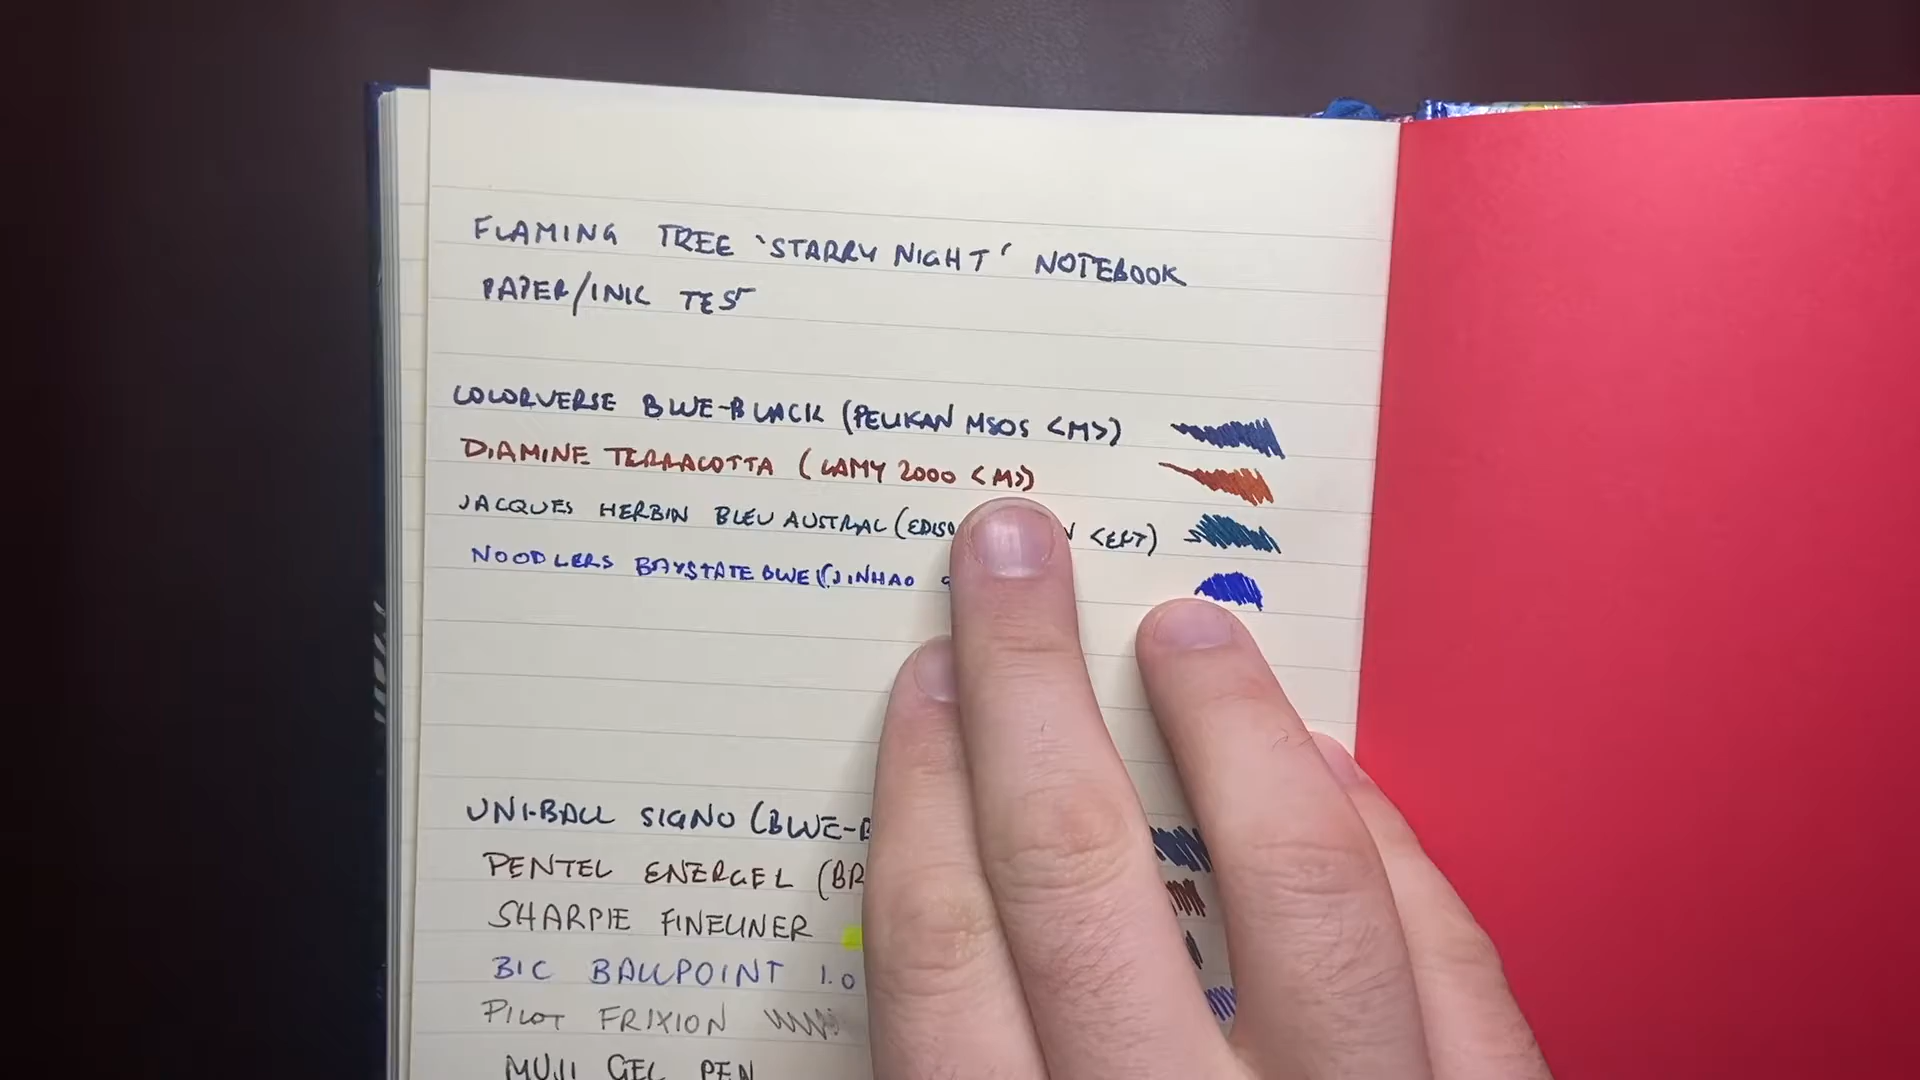 FLAMING TREE 'STARRY NIGHT' NOTEBOOK
PAPER/INK TEST
COLORVERSE BLUE-BLACK (PELIKAN M805 <M>)
DIAMINE TERRACOTTA (LAMY 2000 <M>)
JACQUES HERBIN BLEU AUSTRAL (EDISO <EF>)
NOODLERS BAYSTATE BLUE (JINHAO
UNI-BALL SIGNO (BLUE-B
PENTEL ENERGEL (BR
SHARPIE FINELINER
BIC BALLPOINT 1.0
PILOT FRIXION
MUJI GEL PEN